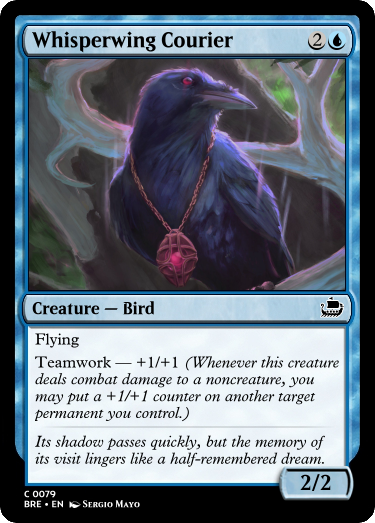 Whisperwing Courier 2
Creature — Bird
Flying
Teamwork — +1/+1 (Whenever this creature
deals combat damage to a noncreature, you
may put a +1/+1 counter on another target
permanent you control.)
Its shadow passes quickly, but the memory of
its visit lingers like a half-remembered dream.
2/2
C 0079
BRE • EN Sergio Mayo